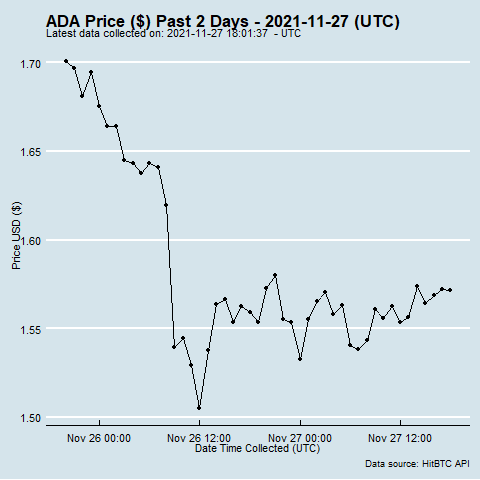 ADA Price ($) Past 2 Days - 2021-11-27 (UTC)
Latest data collected on: 2021-11-27 18:01:37 - UTC
1.70
1.65
1.60
1.55
1.50
Price USD ($)
Nov 26 00:00 Nov 26 12:00 Nov 27 00:00 Nov 27 12:00
Date Time Collected (UTC)
Data source: HitBTC API